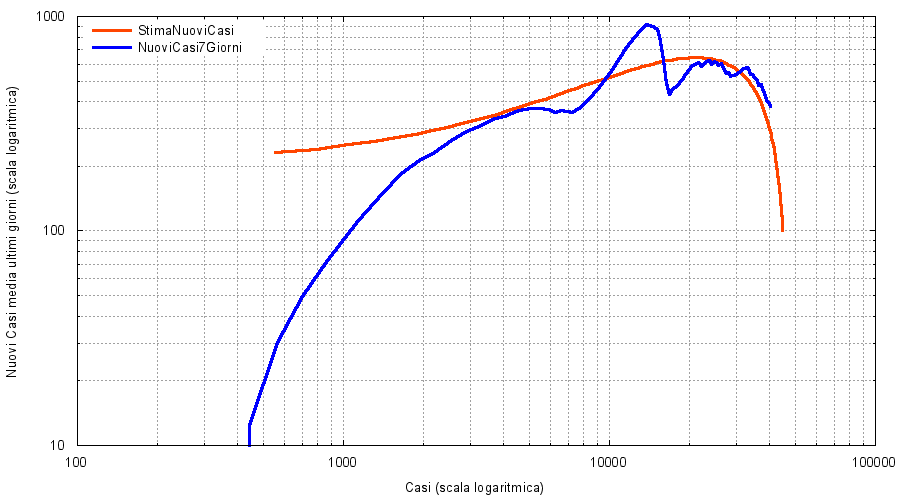 1000
StimaNuoviCasi
NuoviCasi7Giorni
100
10
Nuovi Casi media ultimi giorni (scala logaritmica)
100
1000
10000
100000
Casi (scala logaritmica)